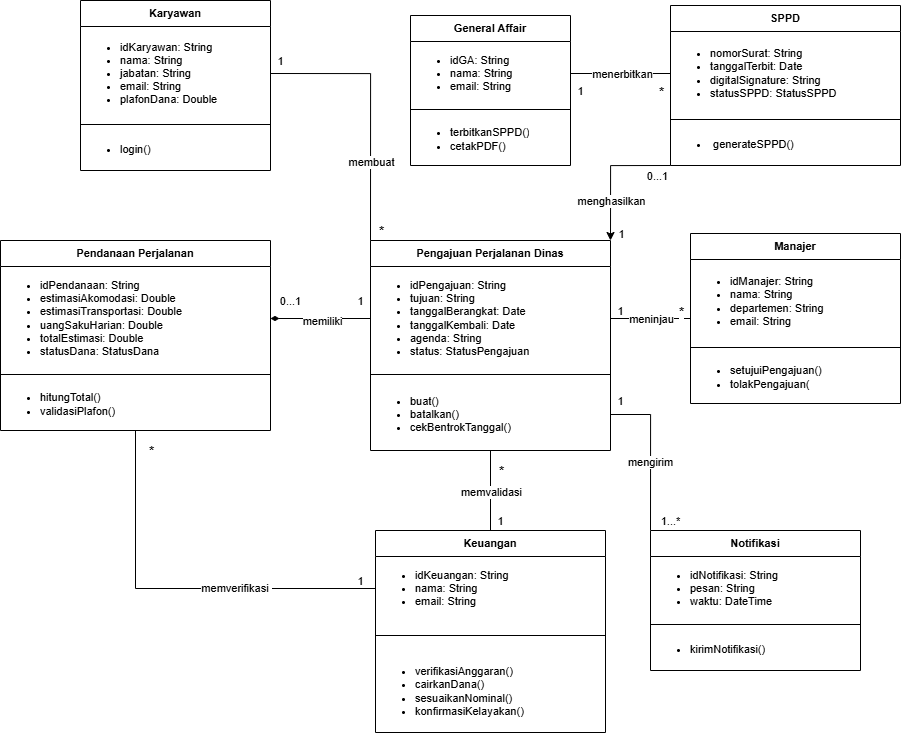 Karyawan
idKaryawan: String
nama: String
jabatan: String
email: String
plafonDana: Double
login()
1
membuat
*
General Affair
idGA: String
nama: String
email: String
terbitkanSPPD()
cetakPDF()
menerbitkan
1
*
SPPD
nomorSurat: String
tanggalTerbit: Date
digitalSignature: String
statusSPPD: StatusSPPD
generateSPPD()
0...1
menghasilkan
1
Pendanaan Perjalanan
idPendanaan: String
estimasiAkomodasi: Double
estimasiTransportasi: Double
uangSakuHarian: Double
totalEstimasi: Double
statusDana: StatusDana
hitungTotal()
validasiPlafon()
0...1
1
memiliki
Pengajuan Perjalanan Dinas
idPengajuan: String
tujuan: String
tanggalBerangkat: Date
tanggalKembali: Date
agenda: String
status: StatusPengajuan
buat()
batalkan()
cekBentrokTanggal()
1
*
meninjau
Manajer
idManajer: String
nama: String
departemen: String
email: String
setujuiPengajuan()
tolakPengajuan(
1
mengirim
1...*
*
memvalidasi
1
*
memverifikasi
1
Keuangan
idKeuangan: String
nama: String
email: String
verifikasiAnggaran()
cairkanDana()
sesuaikanNominal()
konfirmasiKelayakan()
Notifikasi
idNotifikasi: String
pesan: String
waktu: DateTime
kirimNotifikasi()